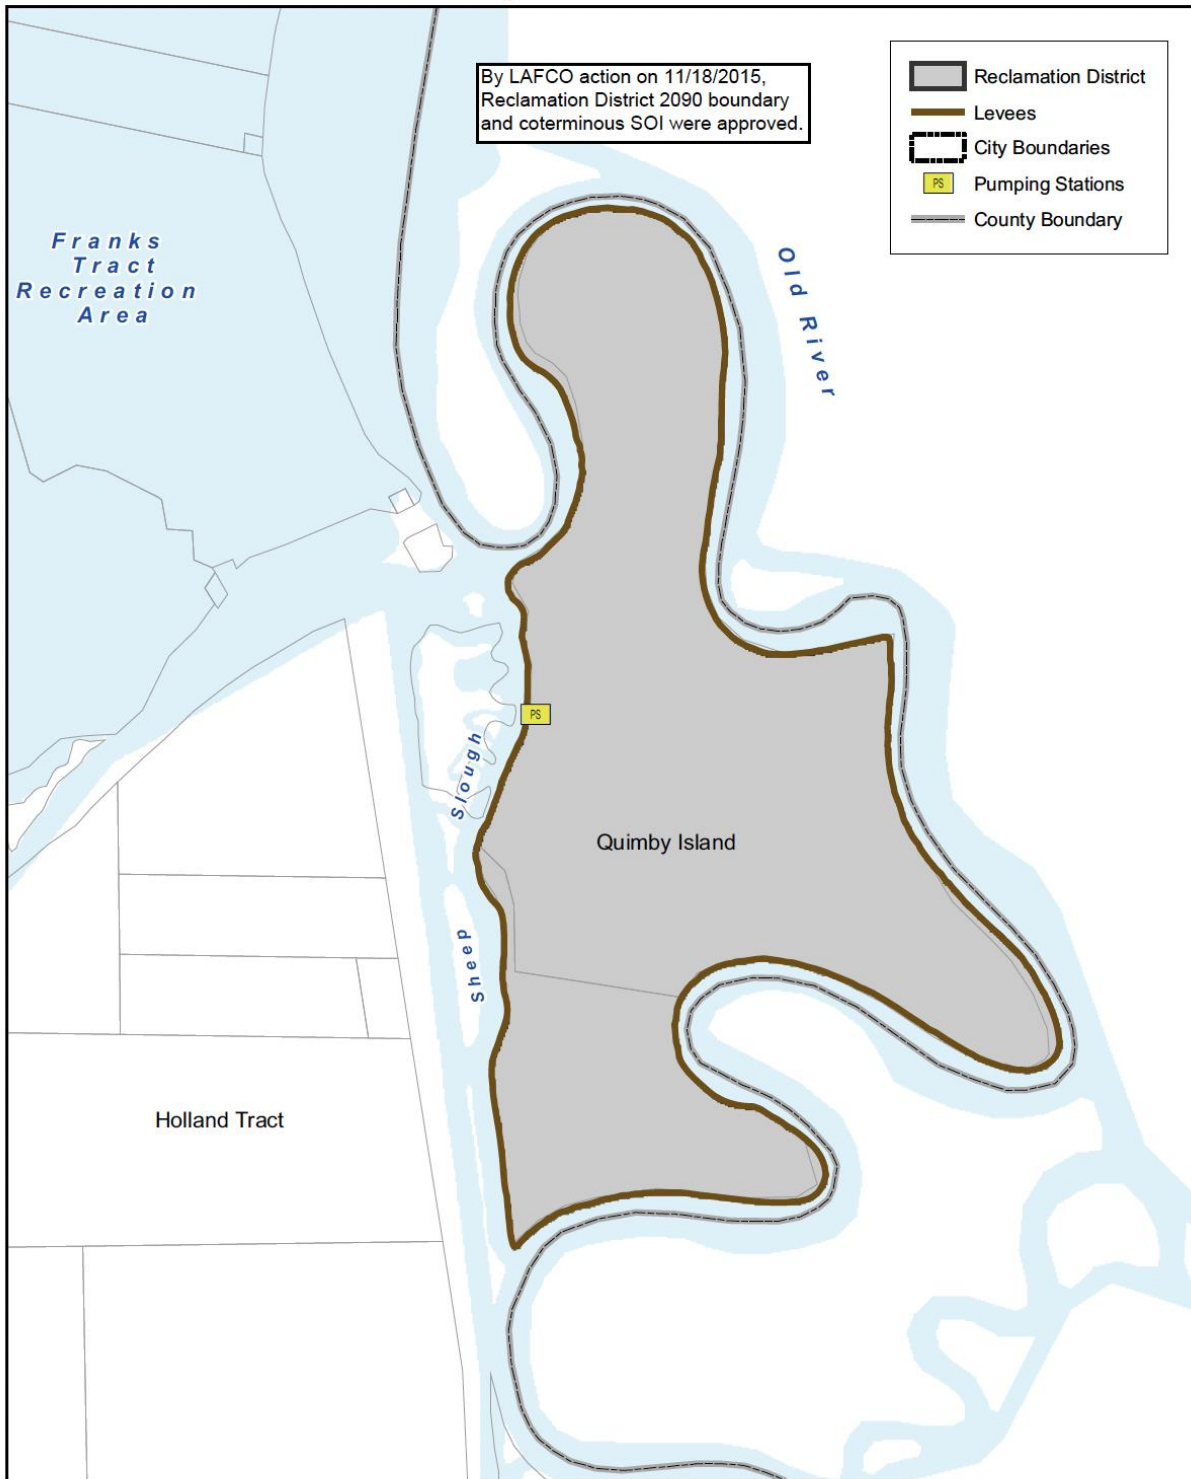 By LAFCO action on 11/18/2015,
Reclamation District 2090 boundary
and coterminous SOI were approved.
Reclamation District
Levees
City Boundaries
PS
Pumping Stations
County Boundary
Franks
Tract
Recreation
Area
Old River
PS
Slough
Quimby Island
Sheep
Holland Tract